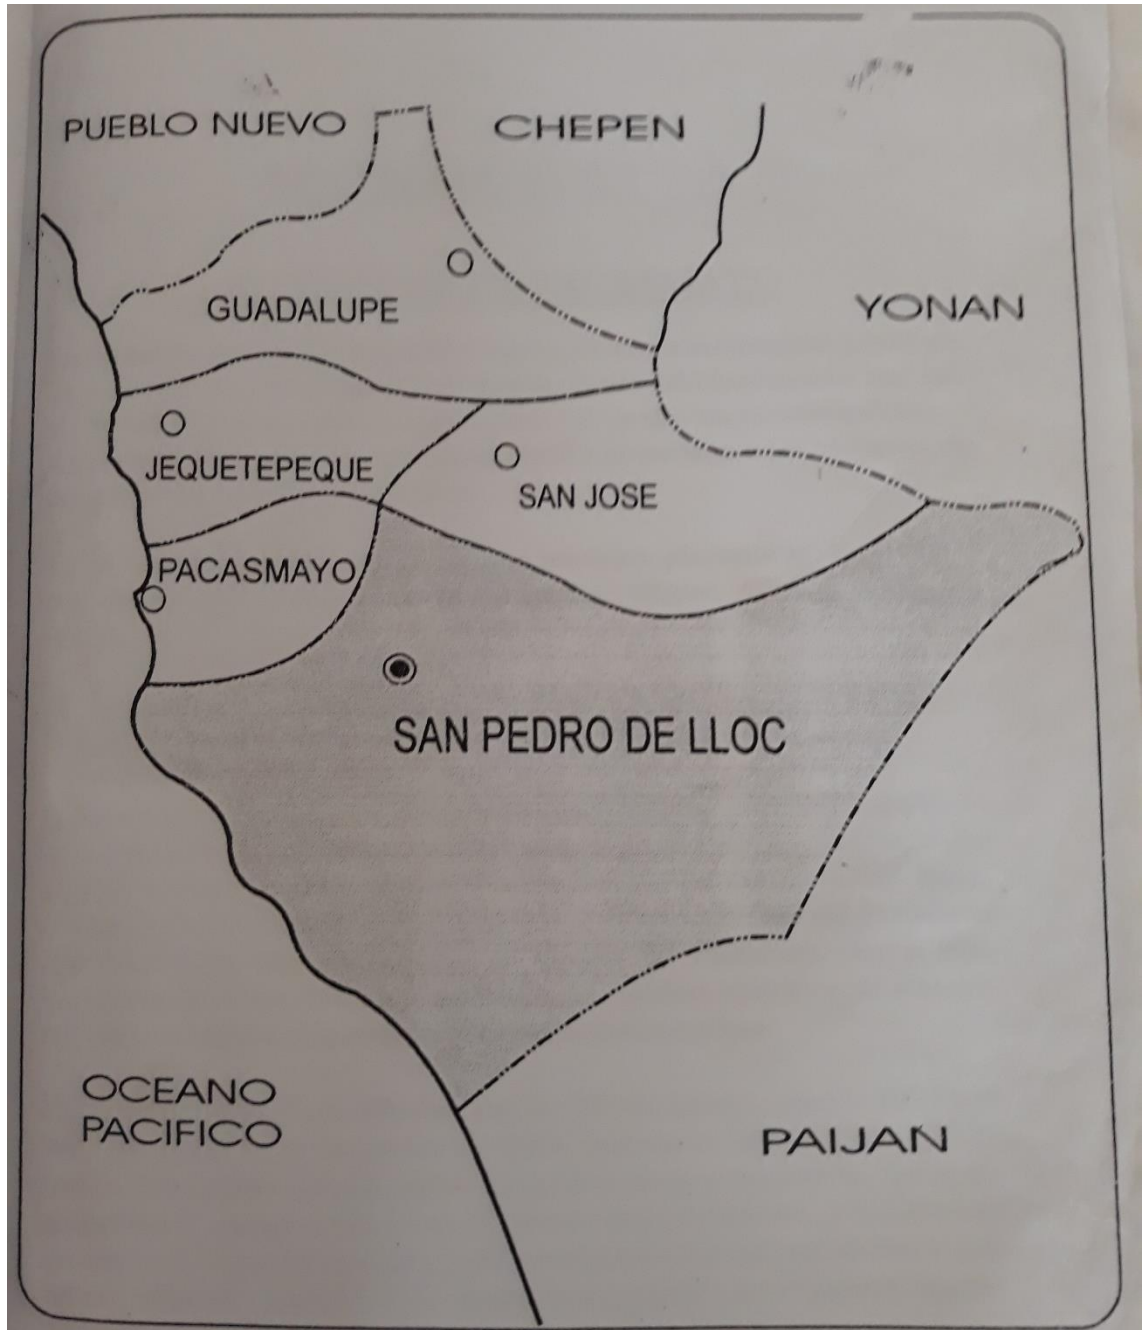 PUEBLO NUEVO
CHEPEN
GUADALUPE
YONAN
JEQUETEPEQUE
SAN JOSE
PACASMAYO
SAN PEDRO DE LLOC
OCEANO
PACIFICO
PAIJAN